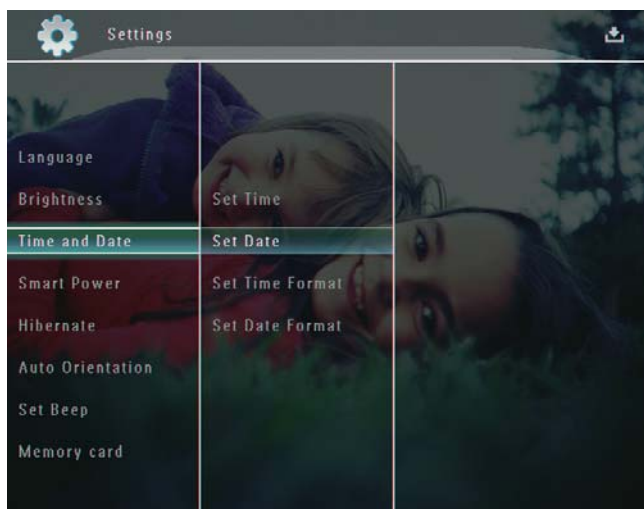 Settings
Language
Brightness
Time and Date
Smart Power
Hibernate
Auto Orientation
Set Beep
Memory card
Set Time
Set Date
Set Time Format
Set Date Format